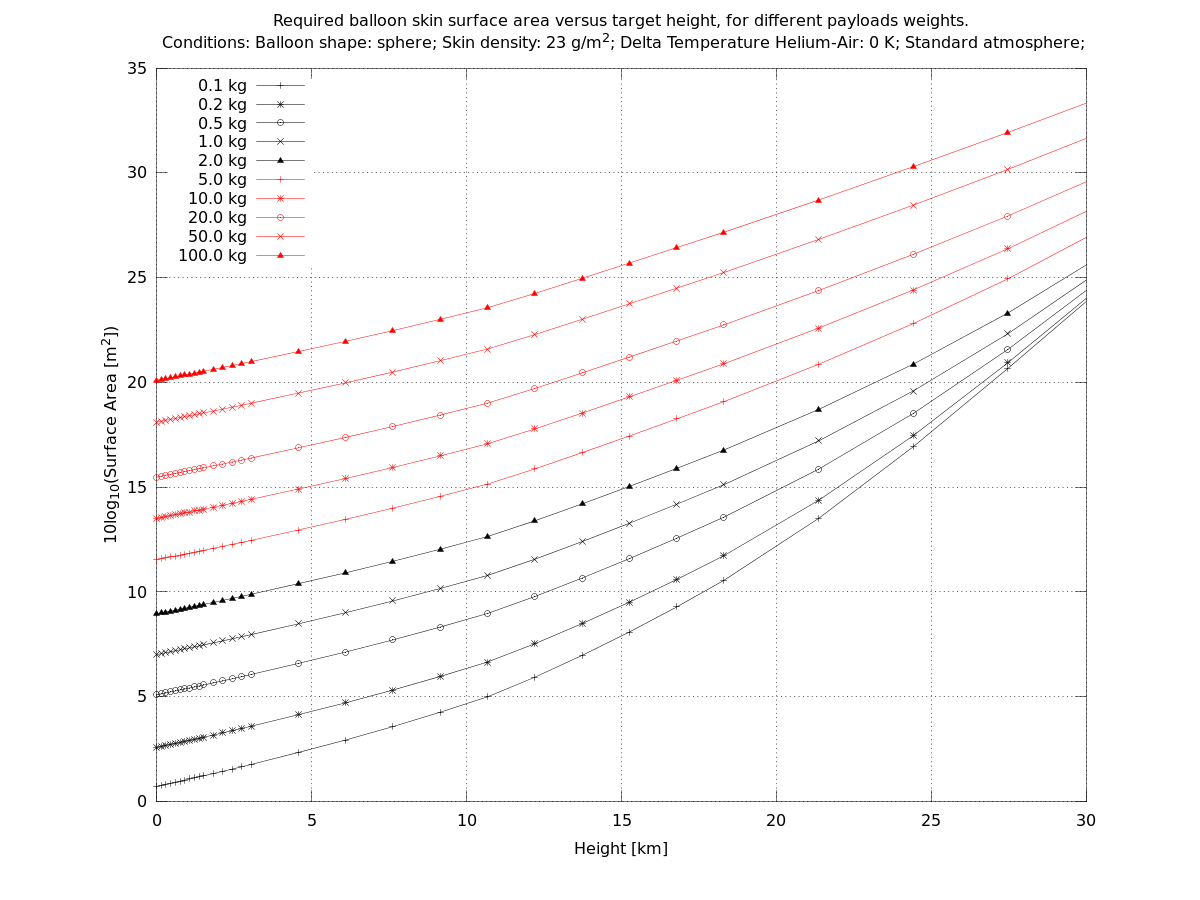 Required balloon skin surface area versus target height, for different payloads weights.
Conditions: Balloon shape: sphere; Skin density: 23 g/m²; Delta Temperature Helium-Air: 0 K; Standard atmosphere;
35
30
25
20
15
10
5
0
10log₁₀(Surface Area [m²])
0.1 kg
0.2 kg
0.5 kg
1.0 kg
2.0 kg
5.0 kg
10.0 kg
20.0 kg
50.0 kg
100.0 kg
0 5 10 15 20 25 30
Height [km]